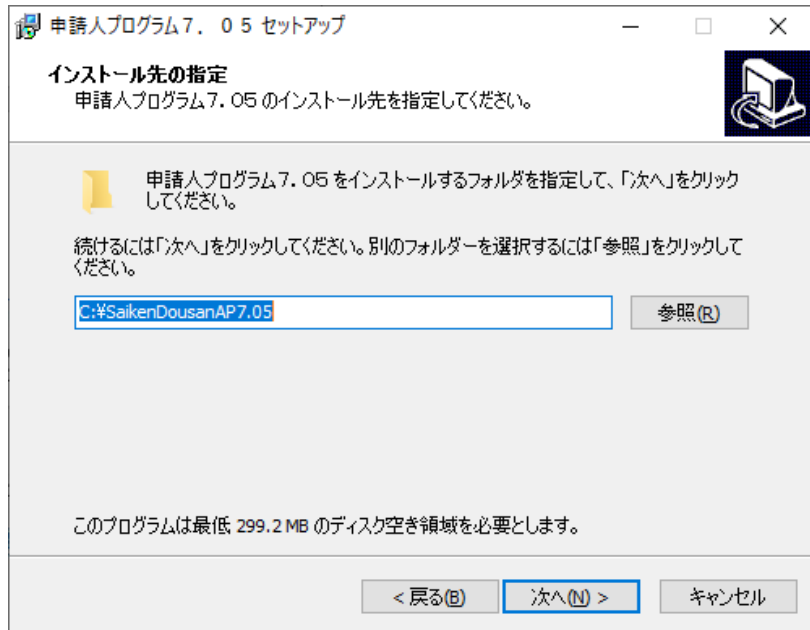 申請人プログラム7．05 セットアップ
インストール先の指定
申請人プログラム7．05 のインストール先を指定してください。
申請人プログラム7．05 をインストールするフォルダを指定して、「次へ」をクリック
してください。
続けるには「次へ」をクリックしてください。別のフォルダーを選択するには「参照」をクリックして
ください。
C:¥SaikenDousanAP7.05
参照(R)
このプログラムは最低 299.2 MB のディスク空き領域を必要とします。
< 戻る(B)
次へ(N) >
キャンセル